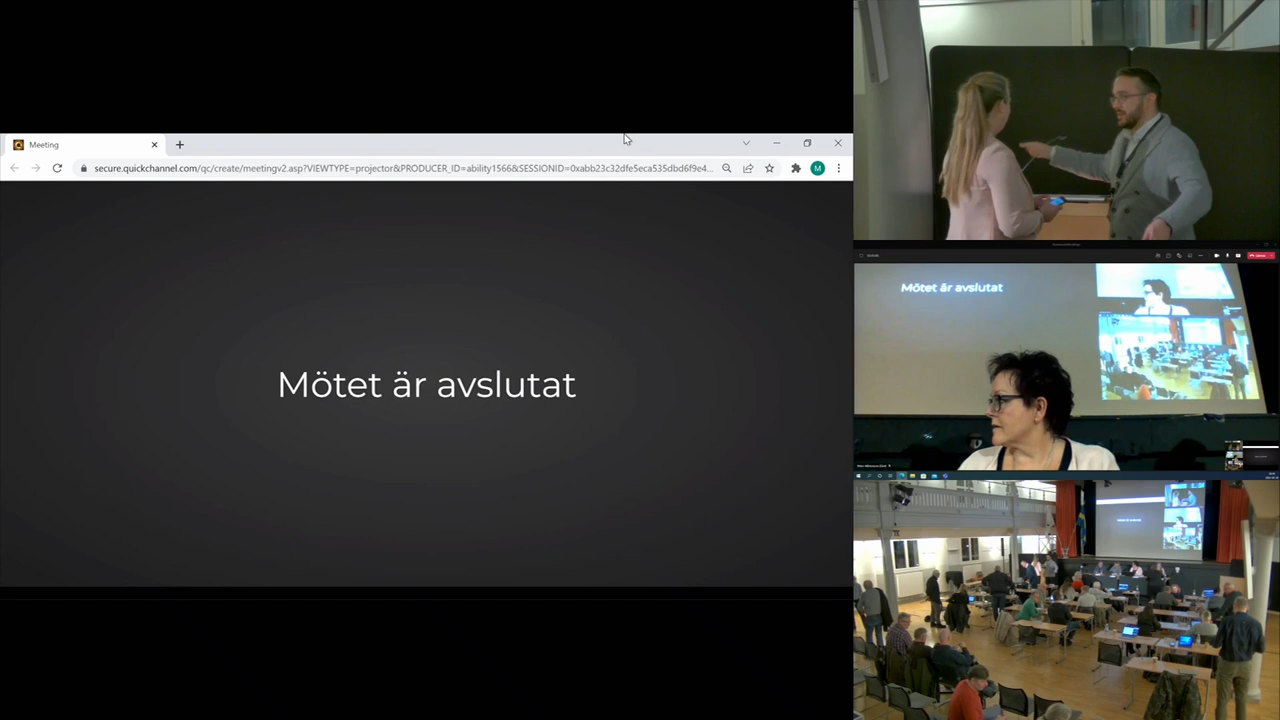 Meeting
secure.quickchannel.com/qc/create/meetingv2.asp?VIEWTYPE=projector&PRODUCER_ID=ability1566&SESSIONID=0xabb23c32dfe5eca535dbd6f9e4...
M
Mötet är avslutat
Mötet är avslutat